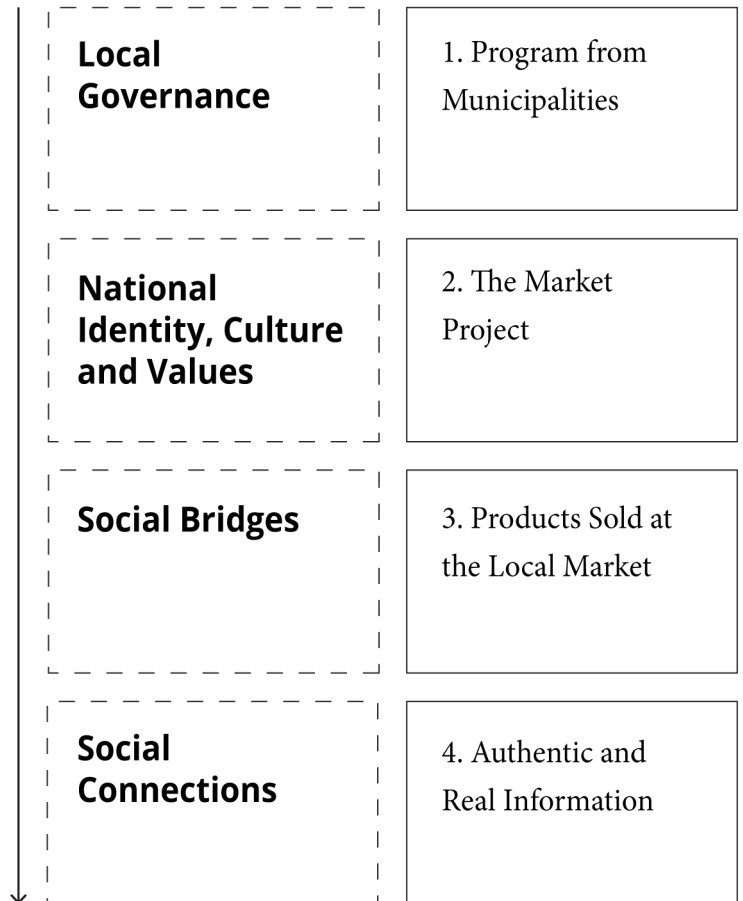 Local
Governance
1. Program from
Municipalities
National
Identity, Culture
and Values
2. The Market
Project
Social Bridges
3. Products Sold at
the Local Market
Social
Connections
4. Authentic and
Real Information